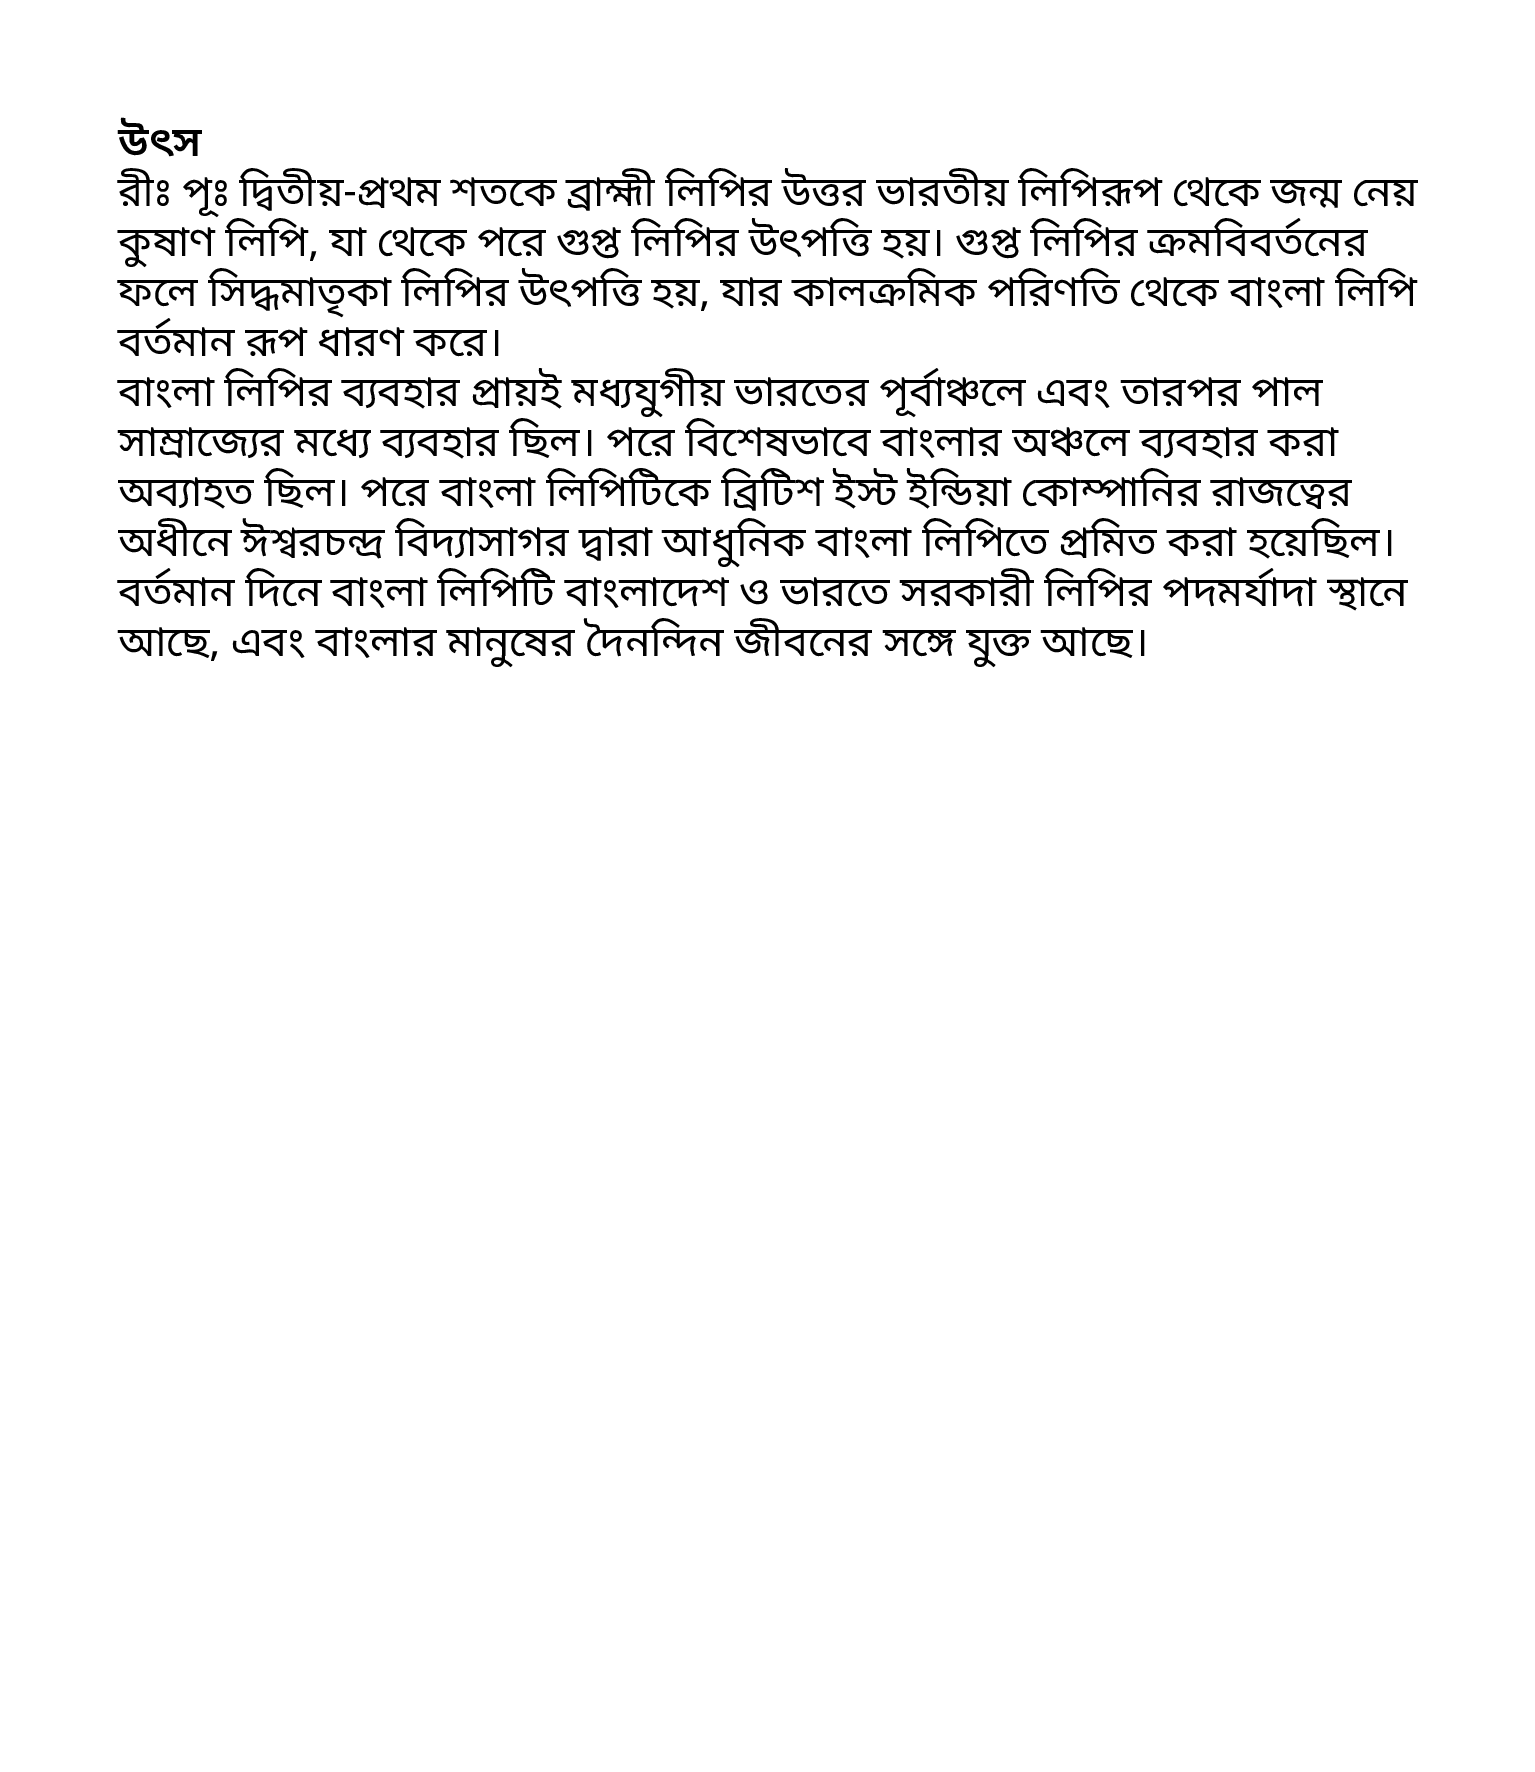 উৎস
রীঃ পূঃ দ্বিতীয়-প্রথম শতকে ব্রাহ্মী লিপির উত্তর ভারতীয় লিপিরূপ থেকে জন্ম নেয়
কুষাণ লিপি, যা থেকে পরে গুপ্ত লিপির উৎপত্তি হয়। গুপ্ত লিপির ক্রমবিবর্তনের
ফলে সিদ্ধমাতৃকা লিপির উৎপত্তি হয়, যার কালক্রমিক পরিণতি থেকে বাংলা লিপি
বর্তমান রূপ ধারণ করে।
বাংলা লিপির ব্যবহার প্রায়ই মধ্যযুগীয় ভারতের পূর্বাঞ্চলে এবং তারপর পাল
সাম্রাজ্যের মধ্যে ব্যবহার ছিল। পরে বিশেষভাবে বাংলার অঞ্চলে ব্যবহার করা
অব্যাহত ছিল। পরে বাংলা লিপিটিকে ব্রিটিশ ইস্ট ইন্ডিয়া কোম্পানির রাজত্বের
অধীনে ঈশ্বরচন্দ্র বিদ্যাসাগর দ্বারা আধুনিক বাংলা লিপিতে প্রমিত করা হয়েছিল।
বর্তমান দিনে বাংলা লিপিটি বাংলাদেশ ও ভারতে সরকারী লিপির পদমর্যাদা স্থানে
আছে, এবং বাংলার মানুষের দৈনন্দিন জীবনের সঙ্গে যুক্ত আছে।